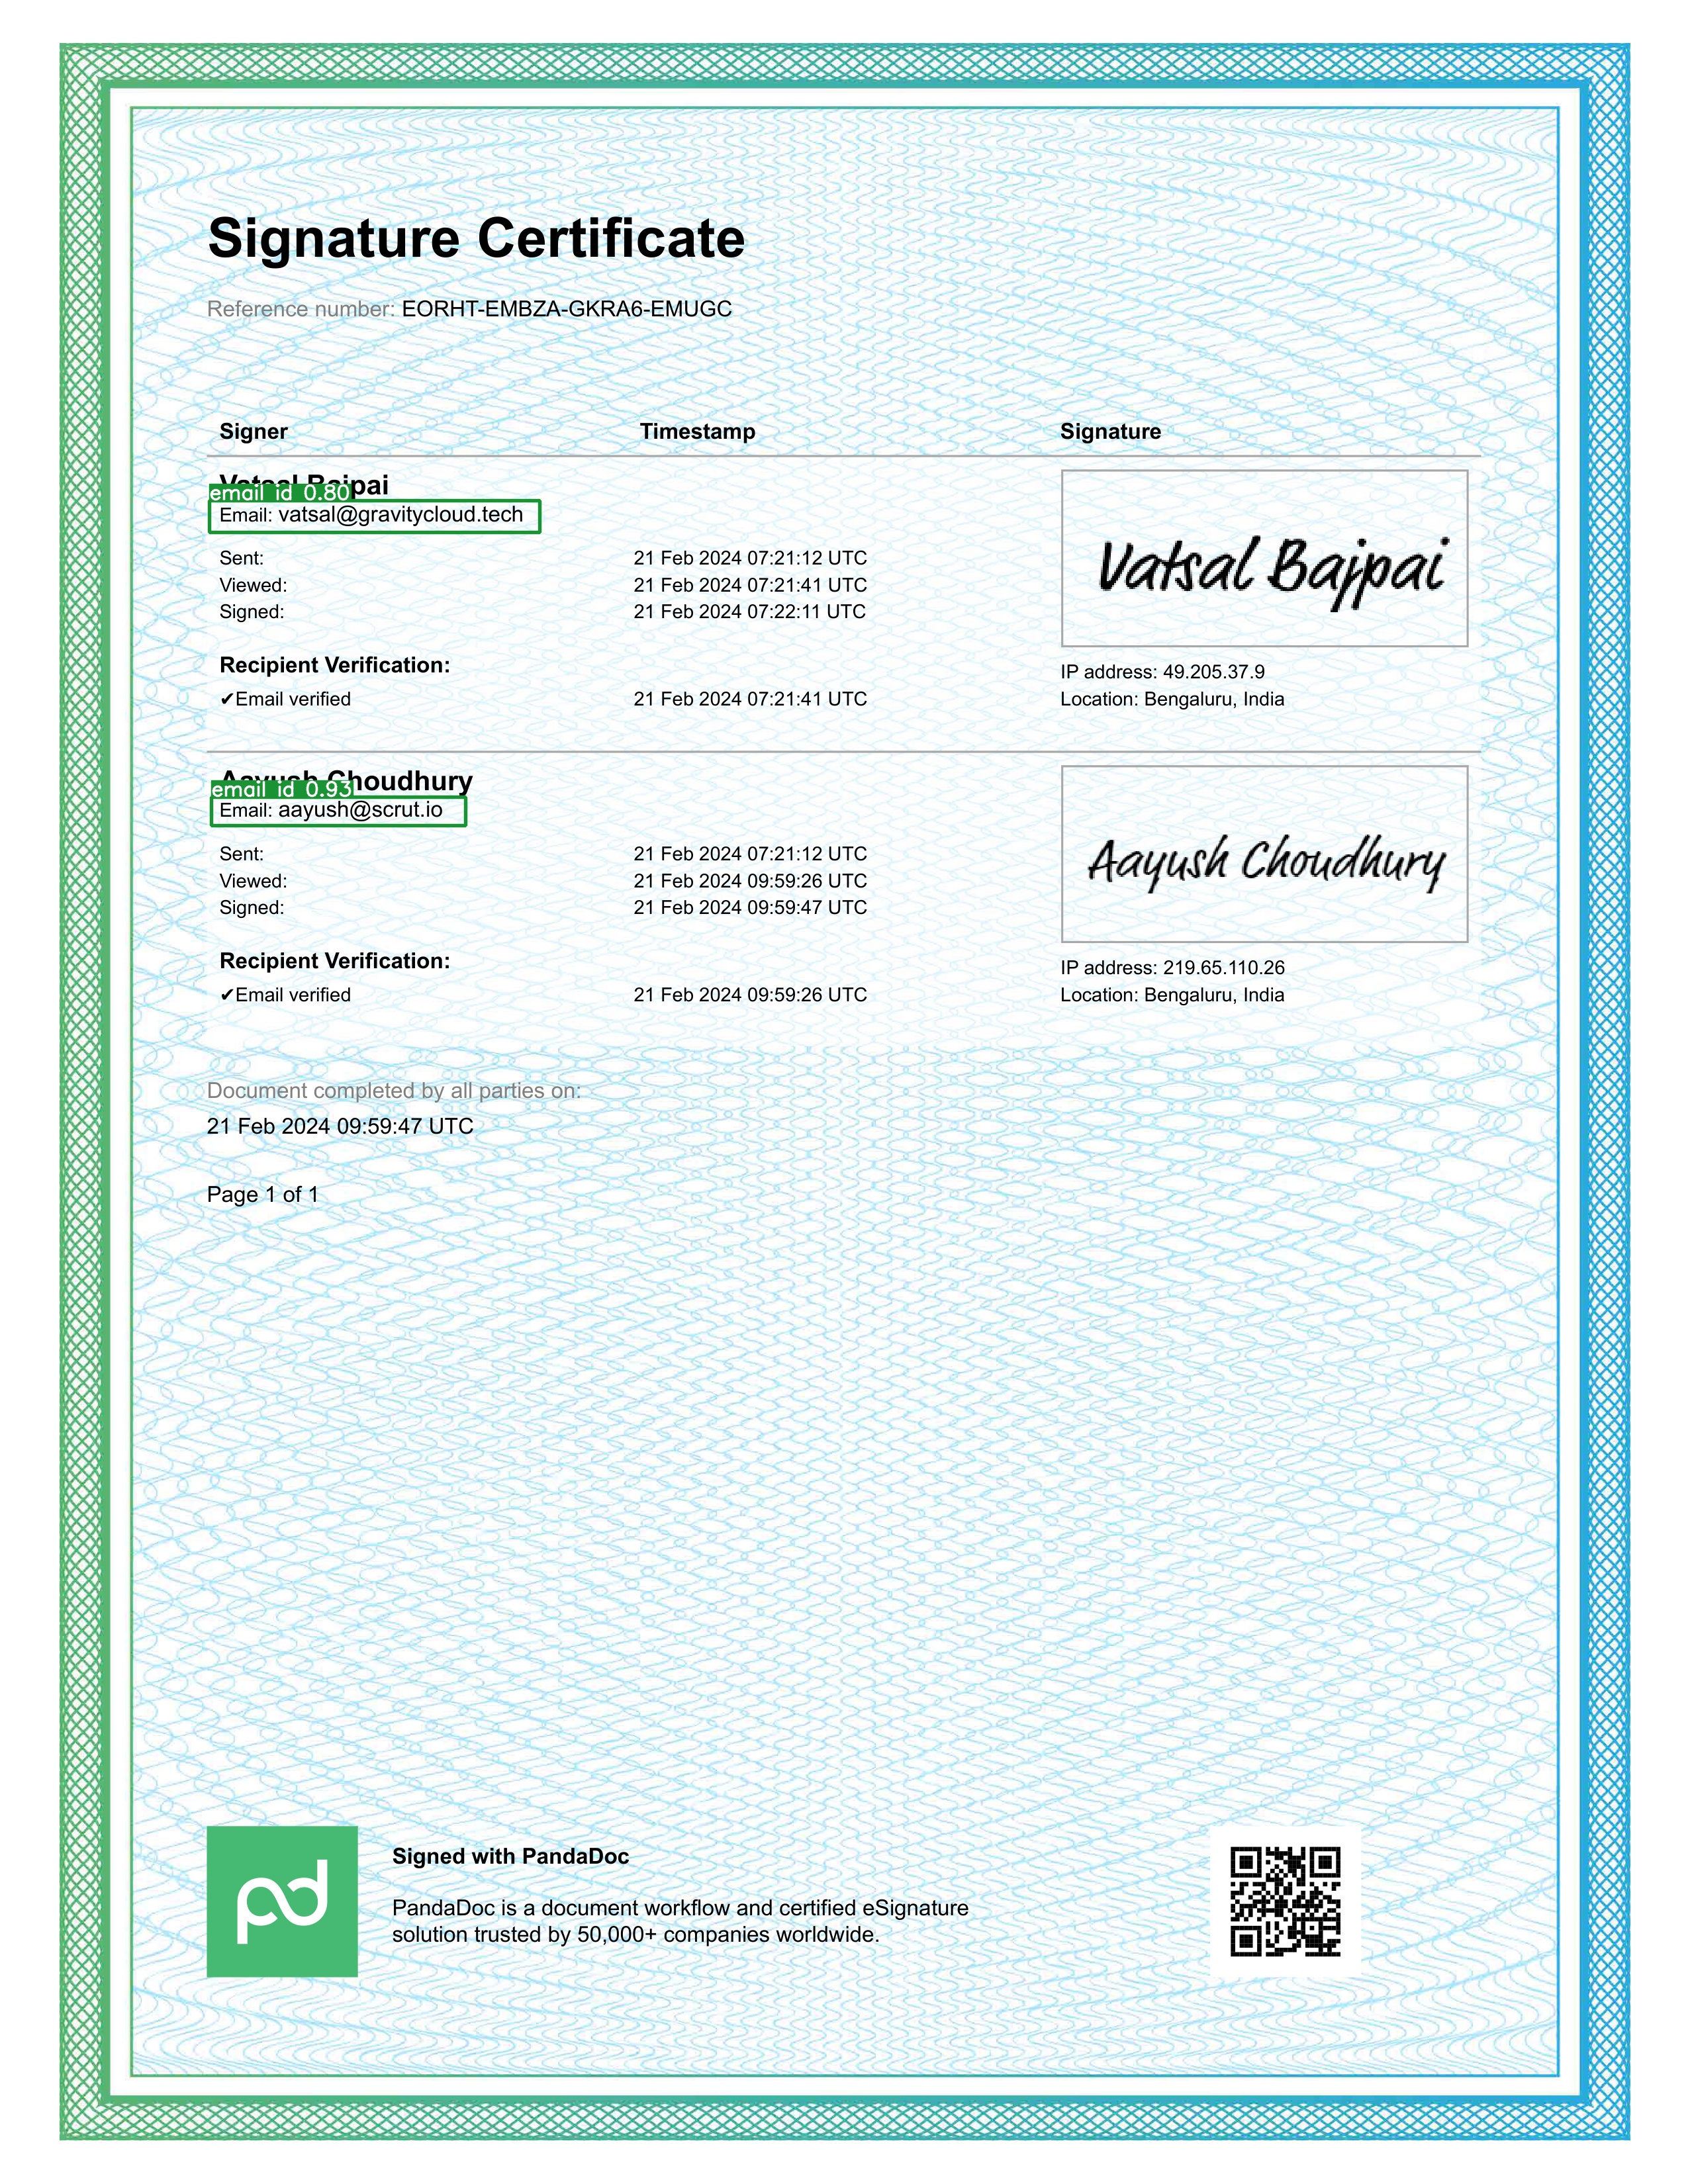 Signature Certificate
Reference number: EORHT-EMBZA-GKRA6-EMUGC
Signer Timestamp Signature
Vatsal Bajpai
email_id 0.80
Email: vatsal@gravitycloud.tech
Sent: 21 Feb 2024 07:21:12 UTC
Viewed: 21 Feb 2024 07:21:41 UTC
Signed: 21 Feb 2024 07:22:11 UTC
Vatsal Bajpai
Recipient Verification:
✔Email verified 21 Feb 2024 07:21:41 UTC
IP address: 49.205.37.9
Location: Bengaluru, India
Aayush Choudhury
email_id 0.93
Email: aayush@scrut.io
Sent: 21 Feb 2024 07:21:12 UTC
Viewed: 21 Feb 2024 09:59:26 UTC
Signed: 21 Feb 2024 09:59:47 UTC
Aayush Choudhury
Recipient Verification:
✔Email verified 21 Feb 2024 09:59:26 UTC
IP address: 219.65.110.26
Location: Bengaluru, India
Document completed by all parties on:
21 Feb 2024 09:59:47 UTC
Page 1 of 1
pd
Signed with PandaDoc
PandaDoc is a document workflow and certified eSignature
solution trusted by 50,000+ companies worldwide.